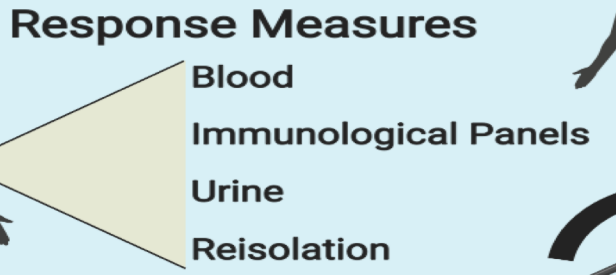 Response Measures
Blood
Immunological Panels
Urine
Reisolation